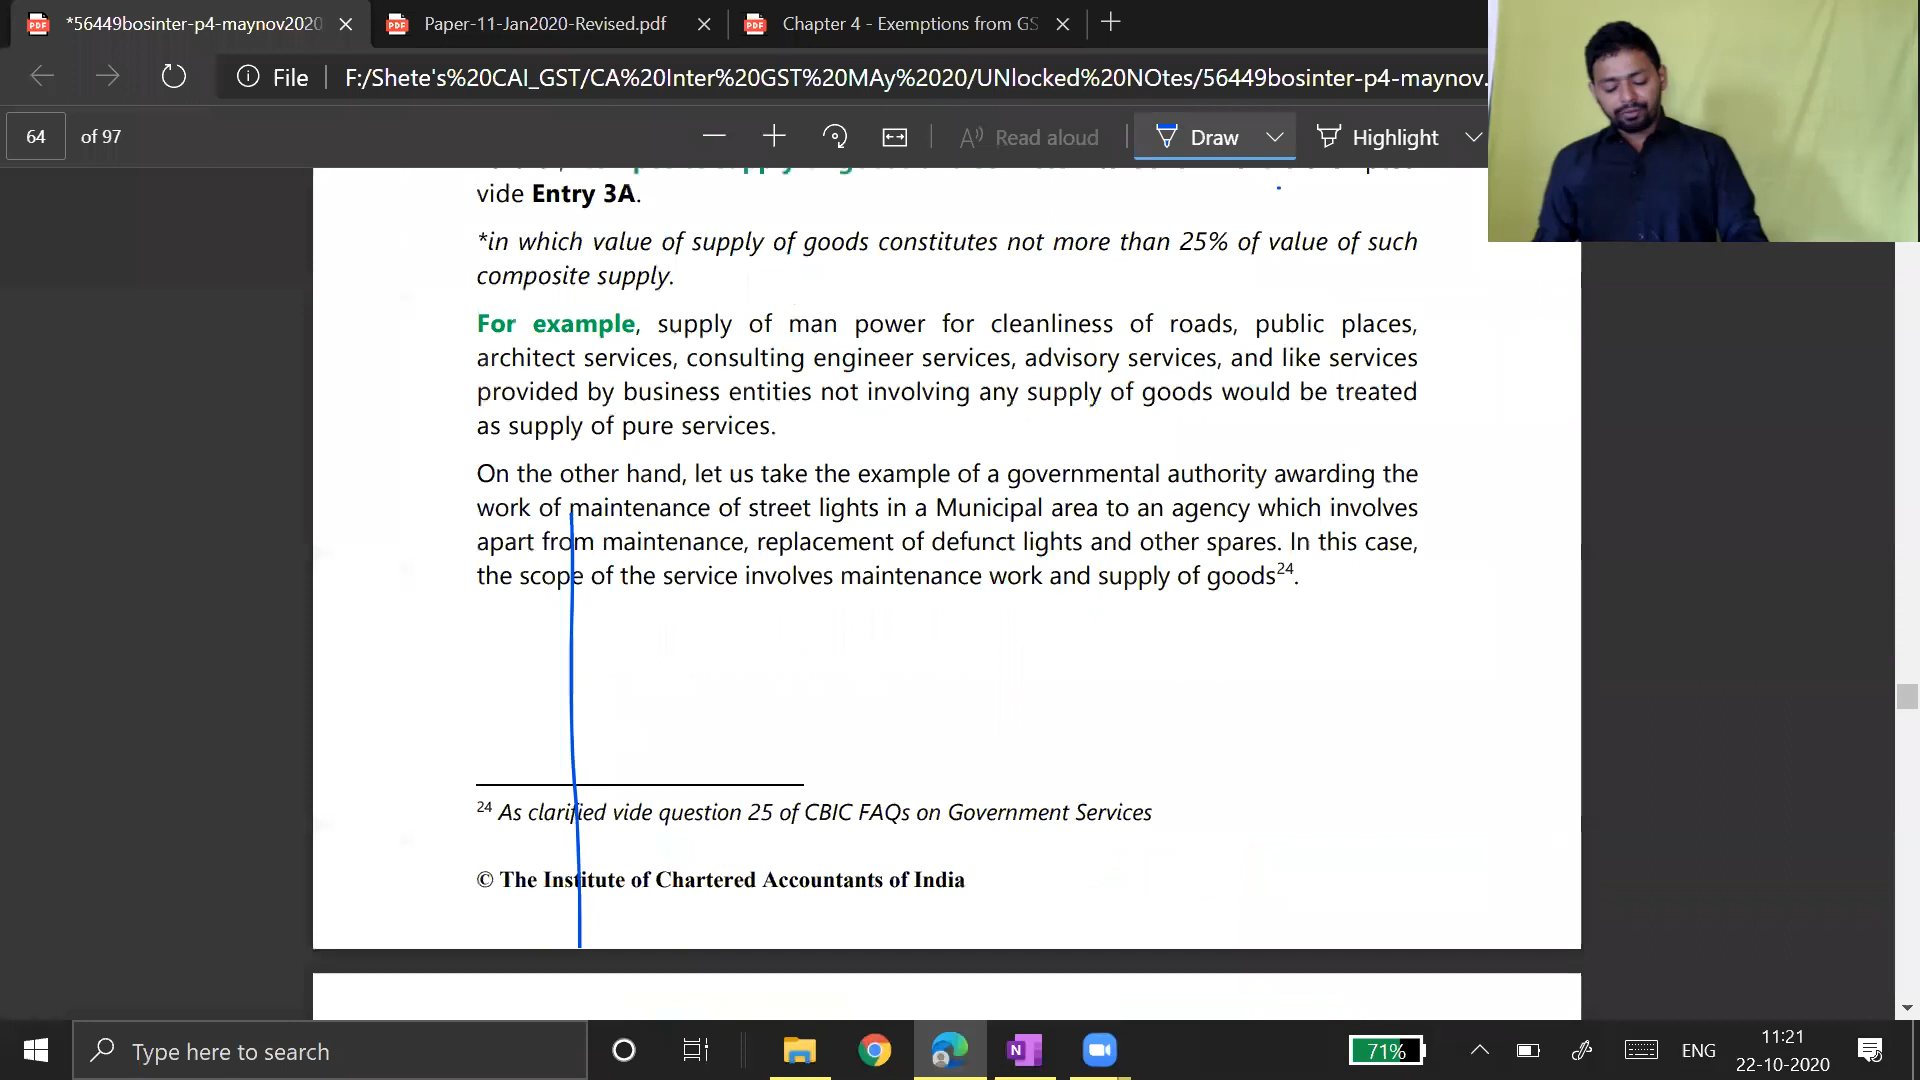 *56449bosinter-p4-maynov2020
Paper-11-Jan2020-Revised.pdf
Chapter 4 - Exemptions from GS
File
F:/Shete's%20CAI_GST/CA%20Inter%20GST%20MAy%2020/UNlocked%20NOtes/56449bosinter-p4-maynov.
64 of 97
Read aloud
Draw
Highlight
vide Entry 3A.
*in which value of supply of goods constitutes not more than 25% of value of such
composite supply.
For example, supply of man power for cleanliness of roads, public places,
architect services, consulting engineer services, advisory services, and like services
provided by business entities not involving any supply of goods would be treated
as supply of pure services.
On the other hand, let us take the example of a governmental authority awarding the
work of maintenance of street lights in a Municipal area to an agency which involves
apart from maintenance, replacement of defunct lights and other spares. In this case,
the scope of the service involves maintenance work and supply of goods24.
24 As clarified vide question 25 of CBIC FAQs on Government Services
© The Institute of Chartered Accountants of India
Type here to search
71%
ENG
11:21
22-10-2020